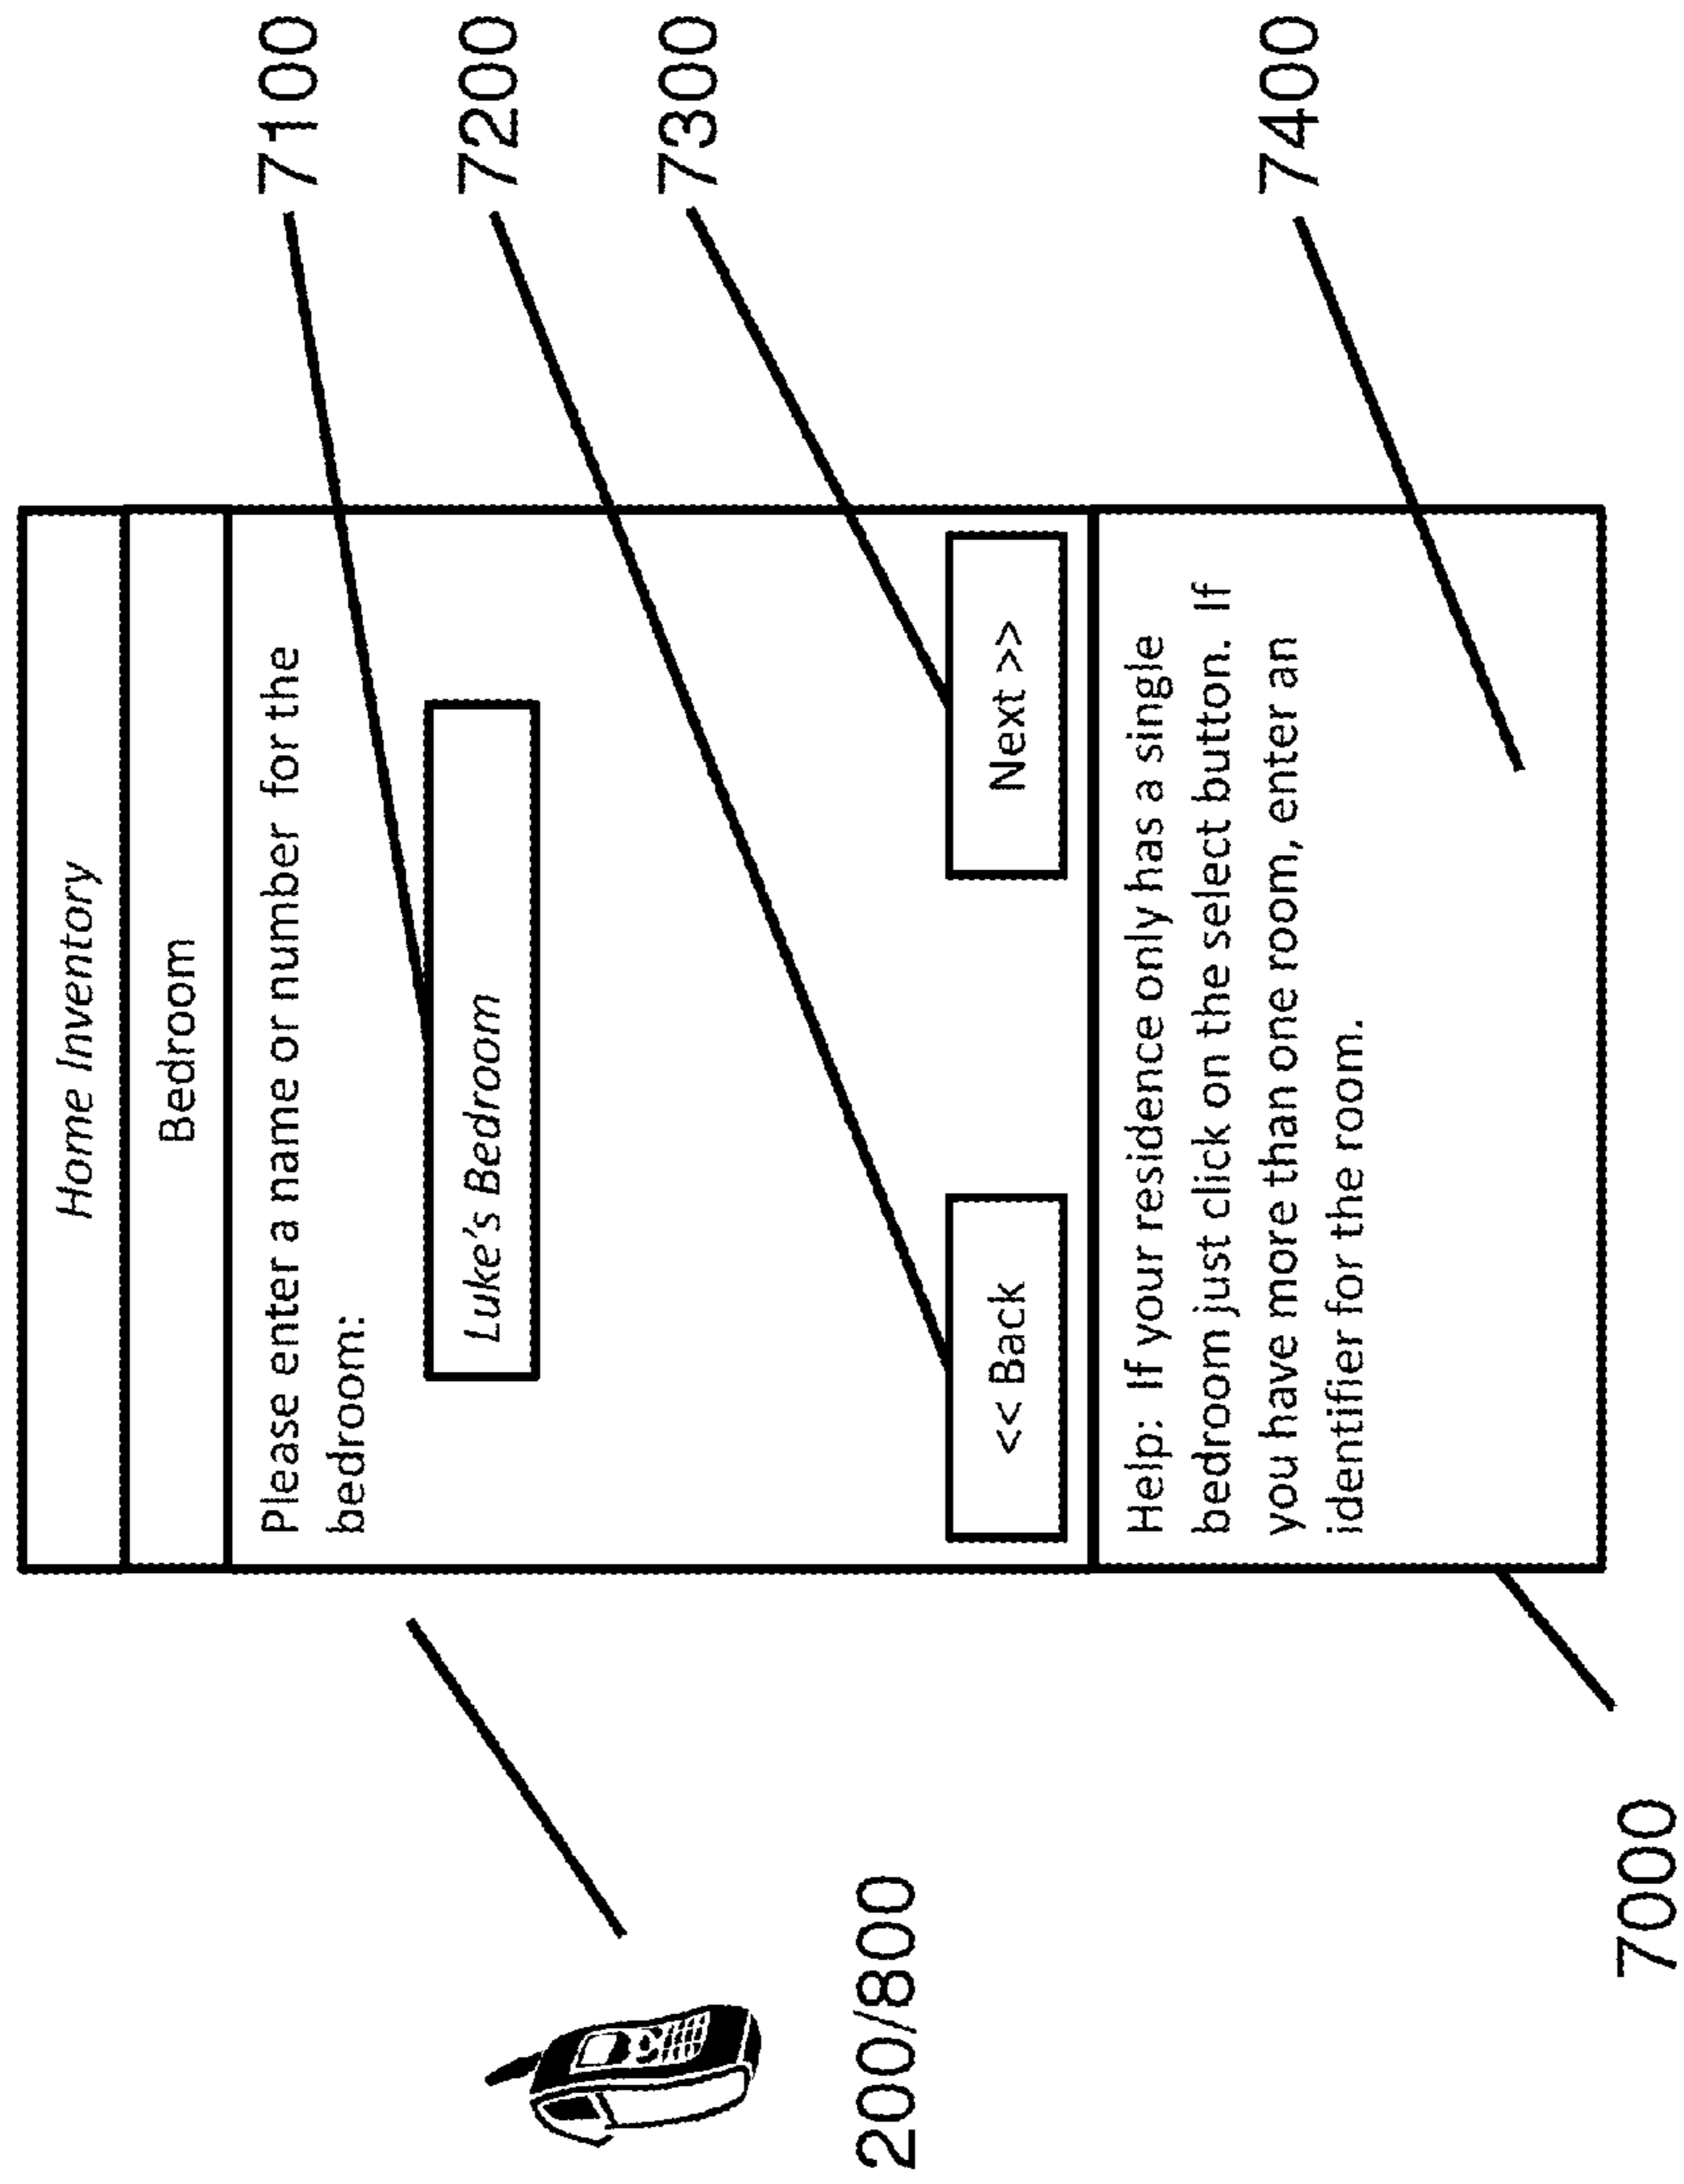 Home Inventory
Bedroom
Please enter a name or number for the
bedroom:
Luke's Bedroom
<< Back
Next >>
Help: If your residence only has a single
bedroom just click on the select button. If
you have more than one room, enter an
identifier for the room.
7100
7200
7300
7400
200/800
7000